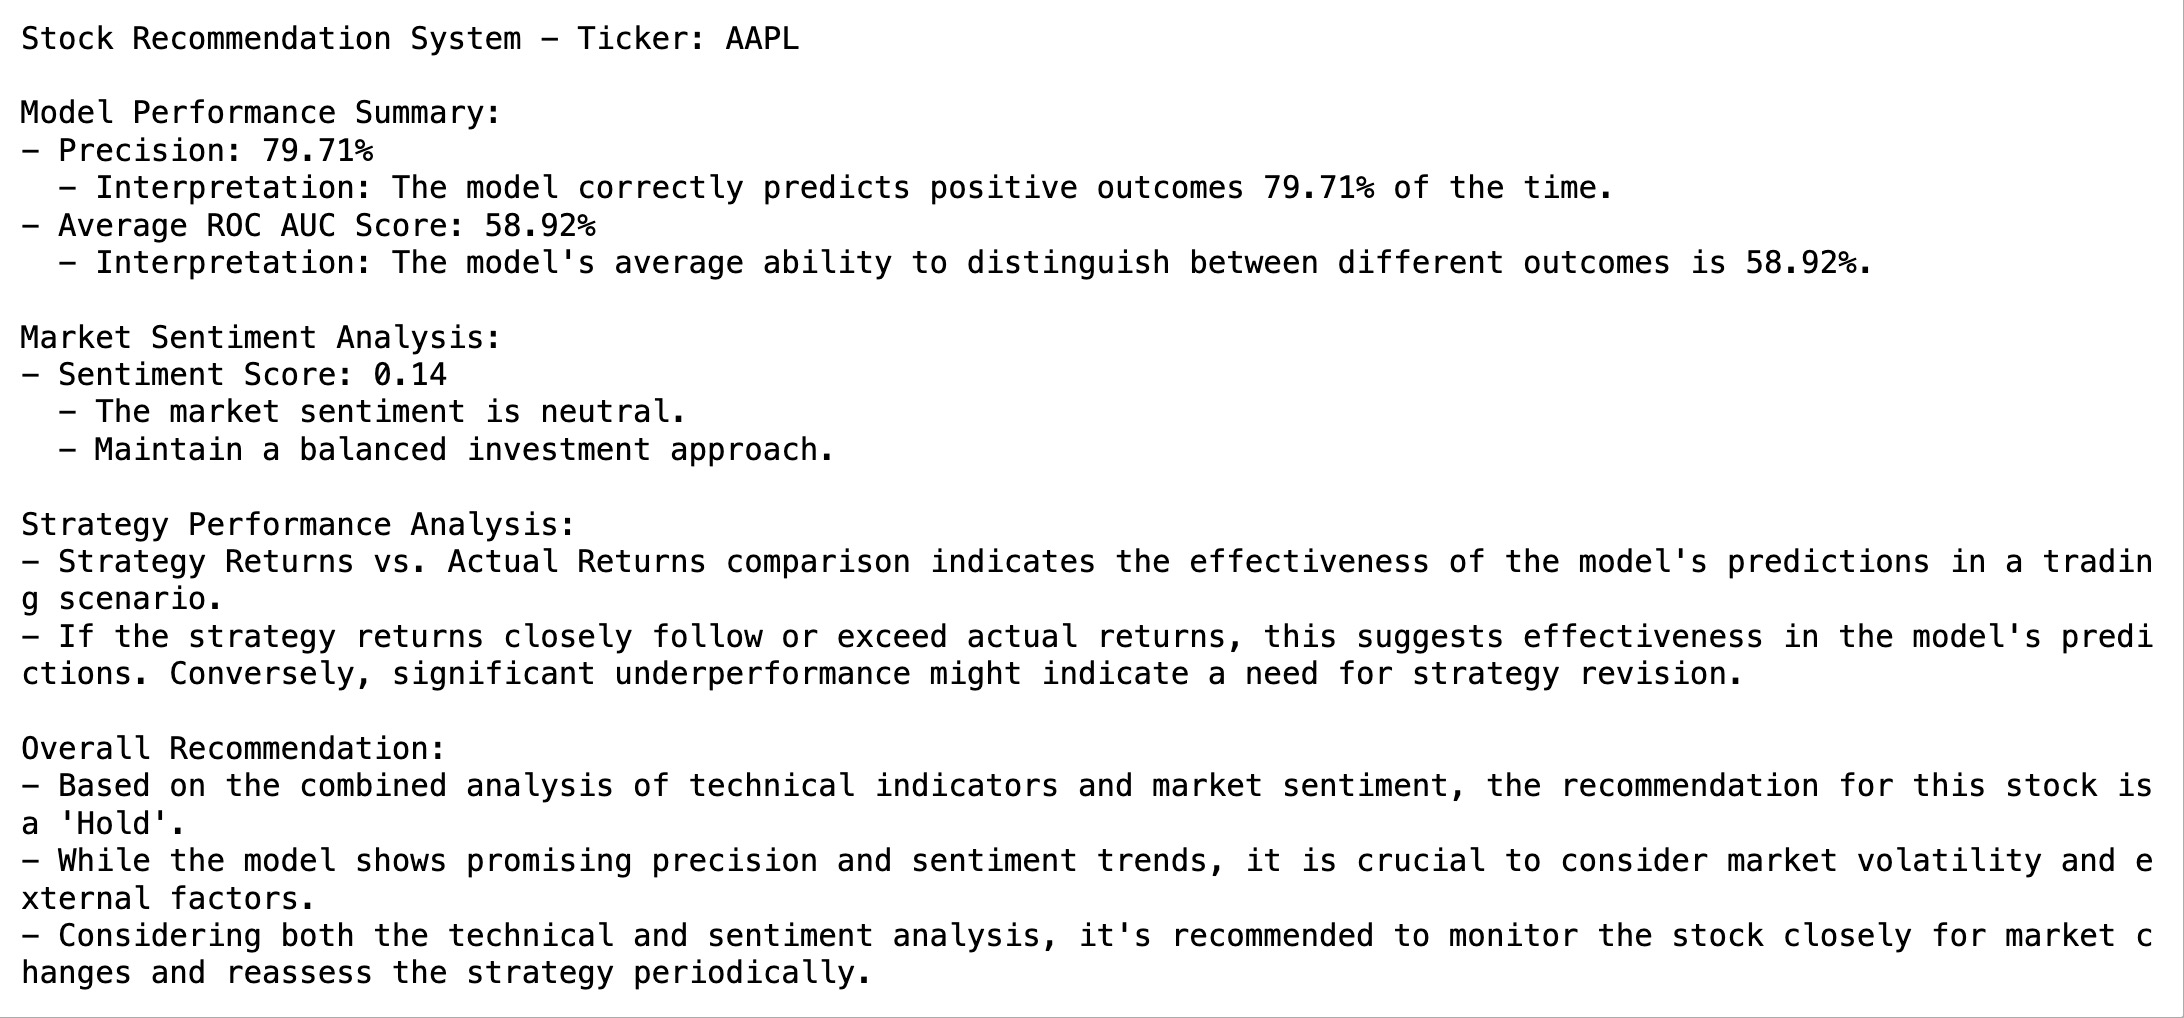 Stock Recommendation System – Ticker: AAPL
Model Performance Summary:
– Precision: 79.71%
– Interpretation: The model correctly predicts positive outcomes 79.71% of the time.
– Average ROC AUC Score: 58.92%
– Interpretation: The model's average ability to distinguish between different outcomes is 58.92%.
Market Sentiment Analysis:
– Sentiment Score: 0.14
– The market sentiment is neutral.
– Maintain a balanced investment approach.
Strategy Performance Analysis:
– Strategy Returns vs. Actual Returns comparison indicates the effectiveness of the model's predictions in a tradin
g scenario.
– If the strategy returns closely follow or exceed actual returns, this suggests effectiveness in the model's predi
ctions. Conversely, significant underperformance might indicate a need for strategy revision.
Overall Recommendation:
– Based on the combined analysis of technical indicators and market sentiment, the recommendation for this stock is
a 'Hold'.
– While the model shows promising precision and sentiment trends, it is crucial to consider market volatility and e
xternal factors.
– Considering both the technical and sentiment analysis, it's recommended to monitor the stock closely for market c
hanges and reassess the strategy periodically.